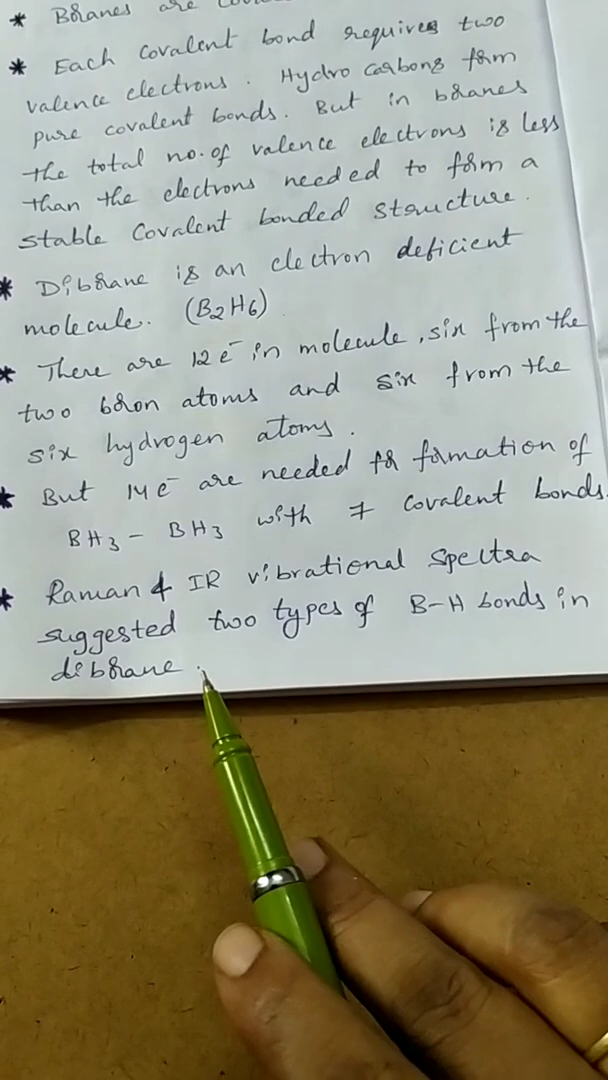 * Boranes are
* Each covalent bond requires two
valence electrons. Hydro carbons form
pure covalent bonds. But in boranes
the total no. of valence electrons is less
than the electrons needed to form a
stable covalent bonded structure.
* Diborane is an electron deficient
molecule. (B2H6)
* There are 12 e⁻ in molecule, six from the
two boron atoms and six from the
six hydrogen atoms.
* But 14 e⁻ are needed for formation of
BH3 - BH3 with 7 covalent bonds.
* Raman & IR vibrational spectra
suggested two types of B-H bonds in
diborane.